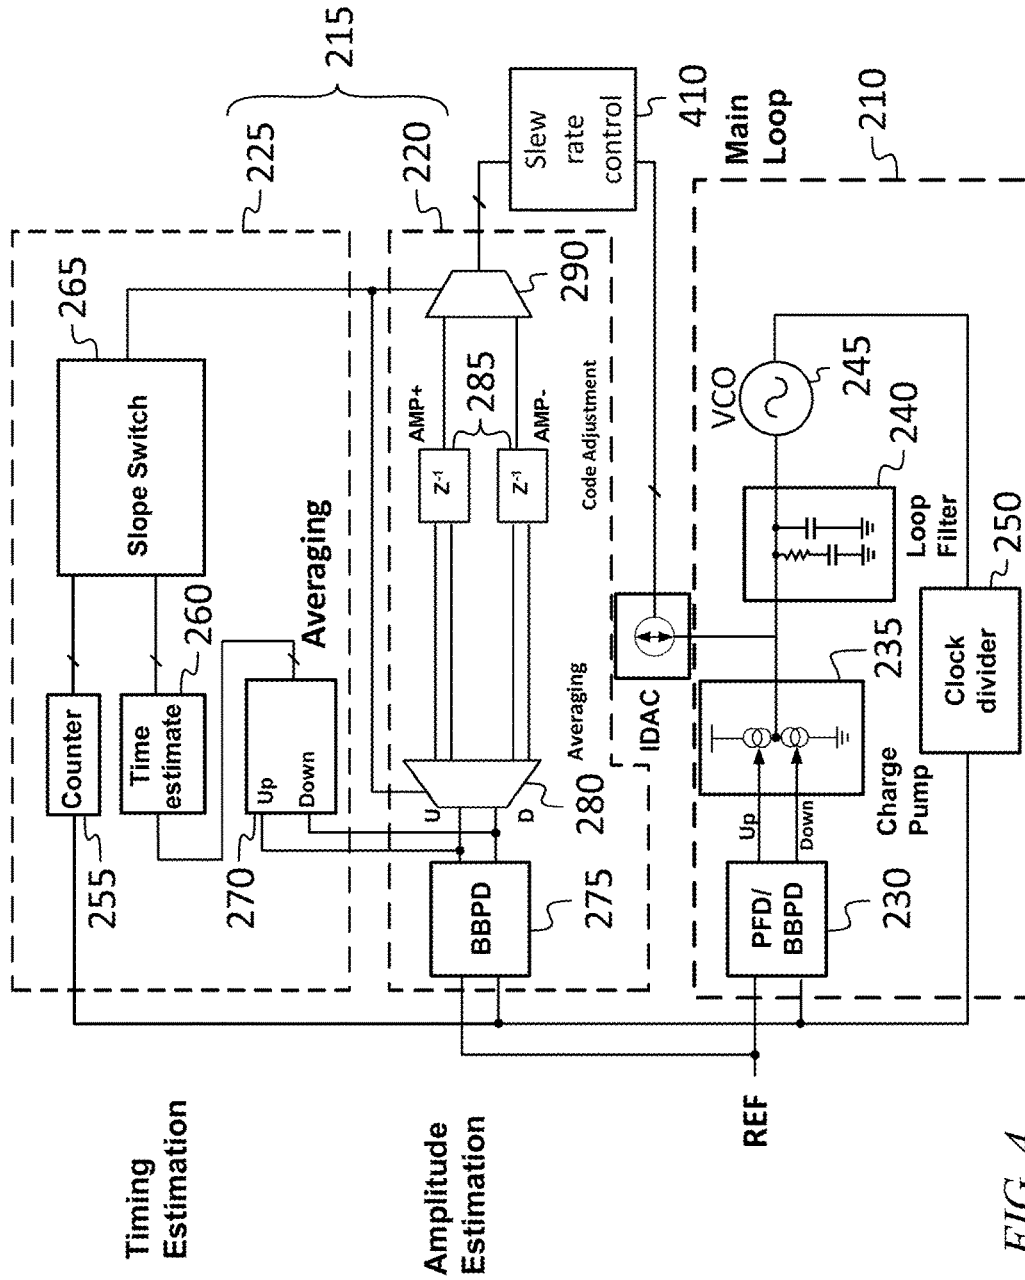 Timing
Estimation
255
Counter
Time
estimate
260
270
Up
Down
Averaging
Slope Switch
265
225
215
Amplitude
Estimation
BBPD
275
U
D
280
Averaging
Z-1
Z-1
AMP+
285
AMP-
Code Adjustment
290
220
Slew
rate
control
410
IDAC
REF
PFD/
BBPD
230
Up
Down
Charge
Pump
235
Loop
Filter
240
VCO
245
Clock
divider
250
Main
Loop
210
FIG. 4